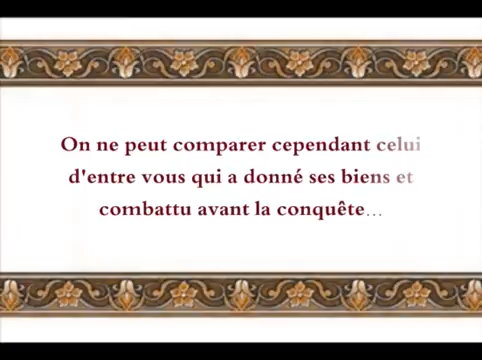 On ne peut comparer cependant celui
d'entre vous qui a donné ses biens et
combattu avant la conquête...